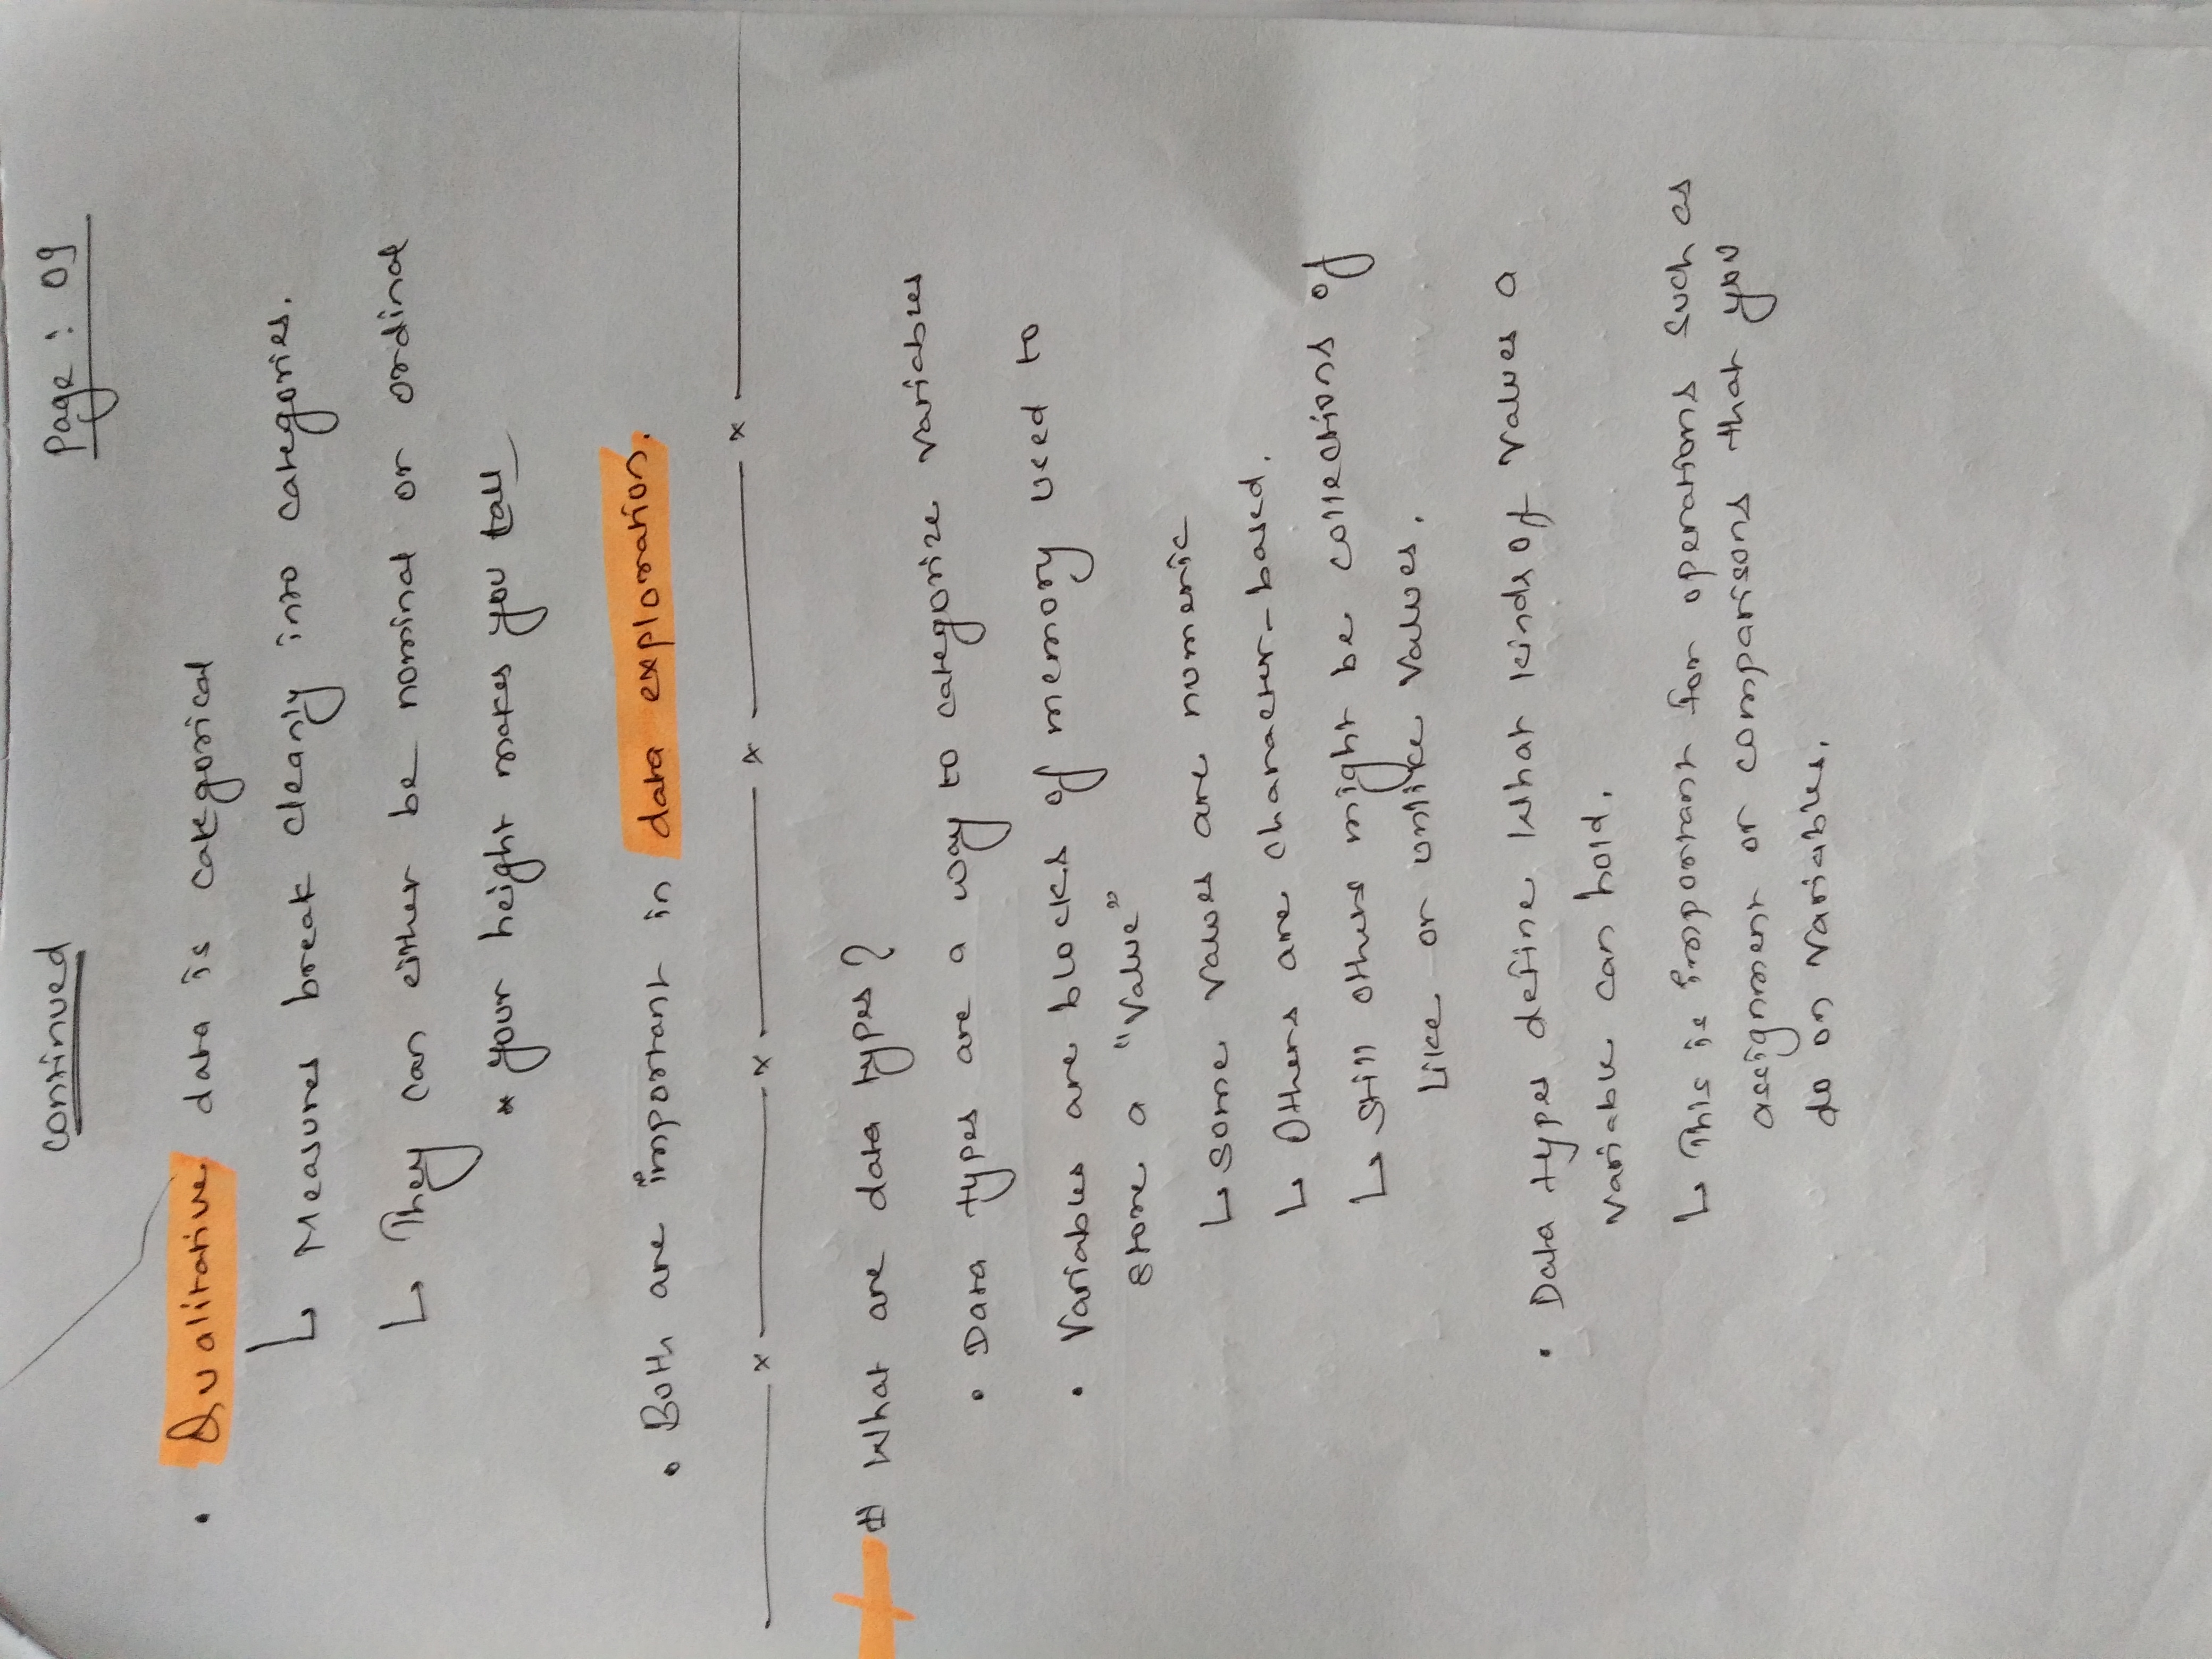 Continued
Page : 09
• Qualitative data is categorical
↳ Measures break cleanly into categories.
↳ They can either be nominal or ordinal
* your height makes you tall
• Both are important in data exploration.
# What are data types?
• Data types are a way to categorize variables
• Variables are blocks of memory used to
store a "Value"
↳ Some values are numeric
↳ Others are character-based.
↳ Still others might be collections of
Like or unlike values.
• Data types define what kinds of values a
variable can hold.
↳ This is important for operations such as
assignment or comparisons that you
do on variables.